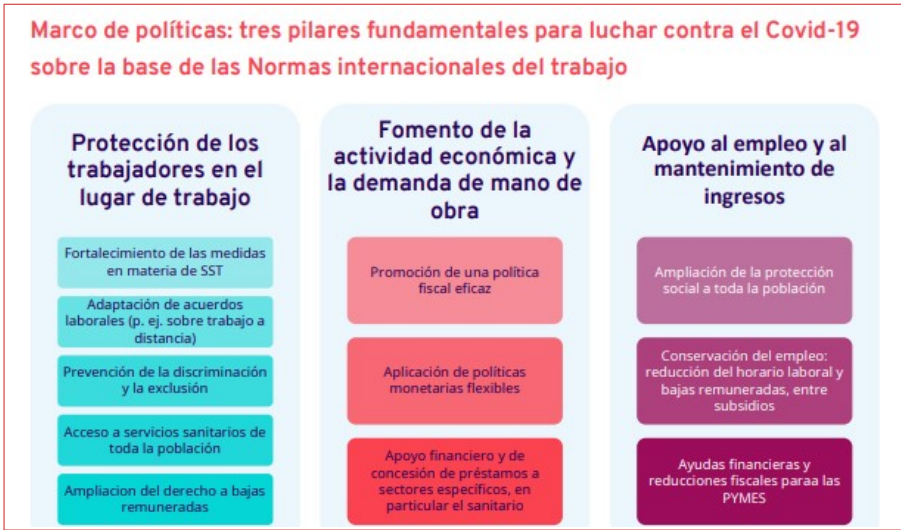 Marco de políticas: tres pilares fundamentales para luchar contra el Covid-19
sobre la base de las Normas internacionales del trabajo
Protección de los
trabajadores en el
lugar de trabajo
Fortalecimiento de las medidas
en materia de SST
Adaptación de acuerdos
laborales (p. ej. sobre trabajo a
distancia)
Prevención de la discriminación
y la exclusión
Acceso a servicios sanitarios de
toda la población
Ampliacion del derecho a bajas
remuneradas
Fomento de la
actividad económica y
la demanda de mano de
obra
Promoción de una política
fiscal eficaz
Aplicación de políticas
monetarias flexibles
Apoyo financiero y de
concesión de préstamos a
sectores específicos, en
particular el sanitario
Apoyo al empleo y al
mantenimiento de
ingresos
Ampliación de la protección
social a toda la población
Conservación del empleo:
reducción del horario laboral y
bajas remuneradas, entre
subsidios
Ayudas financieras y
reducciones fiscales paraa las
PYMES